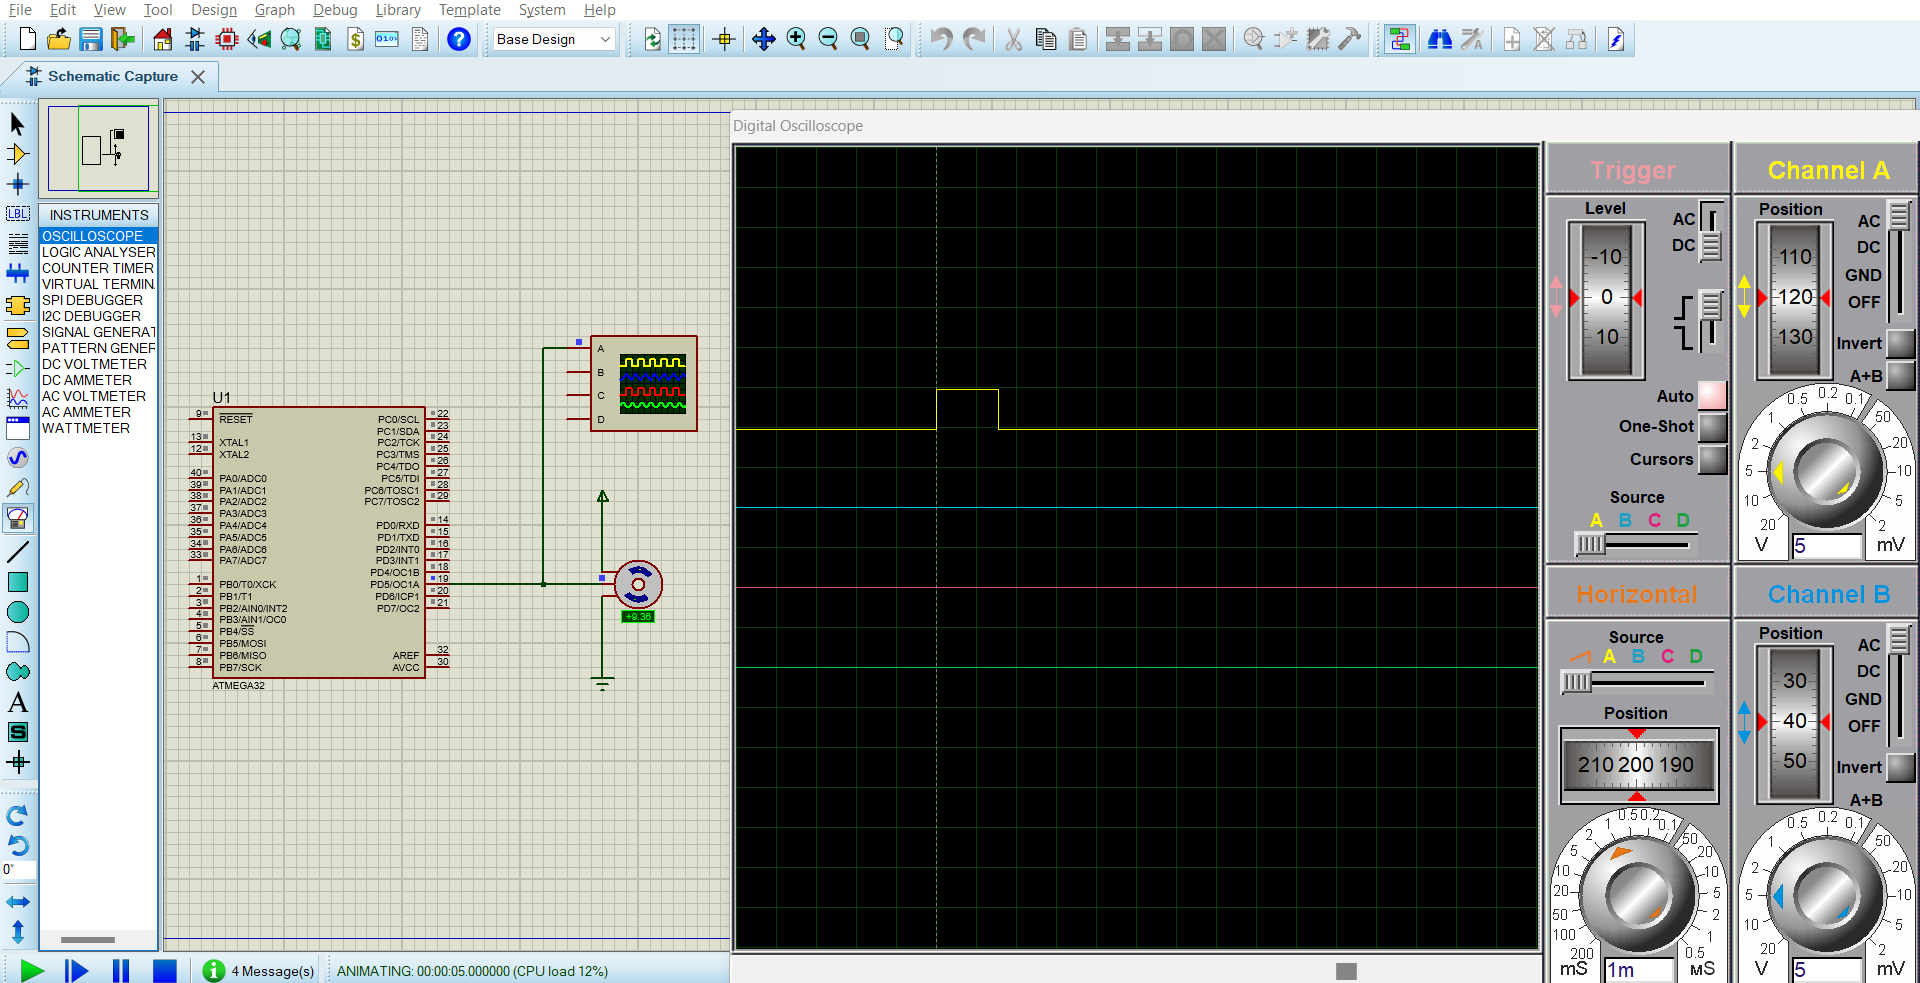 File Edit View Tool Design Graph Debug Library Template System Help
Base Design
Schematic Capture
INSTRUMENTS
OSCILLOSCOPE
LOGIC ANALYSER
COUNTER TIMER
VIRTUAL TERMIN
SPI DEBUGGER
I2C DEBUGGER
SIGNAL GENERAT
PATTERN GENER
DC VOLTMETER
DC AMMETER
AC VOLTMETER
AC AMMETER
WATTMETER
LBL
A
S
0°
U1
9 RESET
13 XTAL1
12 XTAL2
40 PA0/ADC0
39 PA1/ADC1
38 PA2/ADC2
37 PA3/ADC3
36 PA4/ADC4
35 PA5/ADC5
34 PA6/ADC6
33 PA7/ADC7
1 PB0/T0/XCK
2 PB1/T1
3 PB2/AIN0/INT2
4 PB3/AIN1/OC0
5 PB4/SS
6 PB5/MOSI
7 PB6/MISO
8 PB7/SCK
PC0/SCL 22
PC1/SDA 23
PC2/TCK 24
PC3/TMS 25
PC4/TDO 26
PC5/TDI 27
PC6/TOSC1 28
PC7/TOSC2 29
PD0/RXD 14
PD1/TXD 15
PD2/INT0 16
PD3/INT1 17
PD4/OC1B 18
PD5/OC1A 19
PD6/ICP1 20
PD7/OC2 21
AREF 32
AVCC 30
ATMEGA32
A
B
C
D
+9.36
Digital Oscilloscope
Trigger
Level
-10
0
10
AC
DC
Auto
One-Shot
Cursors
Source
A B C D
Channel A
Position
110
120
130
AC
DC
GND
OFF
Invert
A+B
0.5 0.2 0.1
1 50
2 20
5 10
10 5
20 2
V 5 mV
Horizontal
Source
A B C D
Position
210 200 190
1 0.5 0.2 0.1
2 50
5 20
10 10
20 5
50 2
100 1
200 0.5
mS 1m µS
Channel B
Position
30
40
50
AC
DC
GND
OFF
Invert
A+B
0.5 0.2 0.1
1 50
2 20
5 10
10 5
20 2
V 5 mV
4 Message(s)
ANIMATING: 00:00:05.000000 (CPU load 12%)